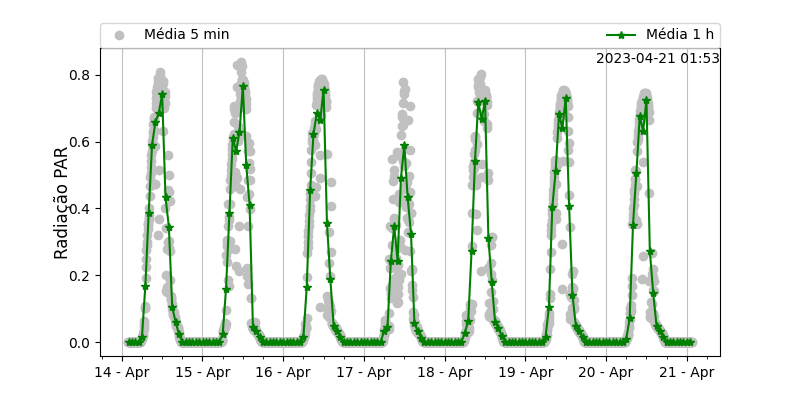 Média 5 min
Média 1 h
2023-04-21 01:53
Radiação PAR
0.8
0.6
0.4
0.2
0.0
14 - Apr
15 - Apr
16 - Apr
17 - Apr
18 - Apr
19 - Apr
20 - Apr
21 - Apr